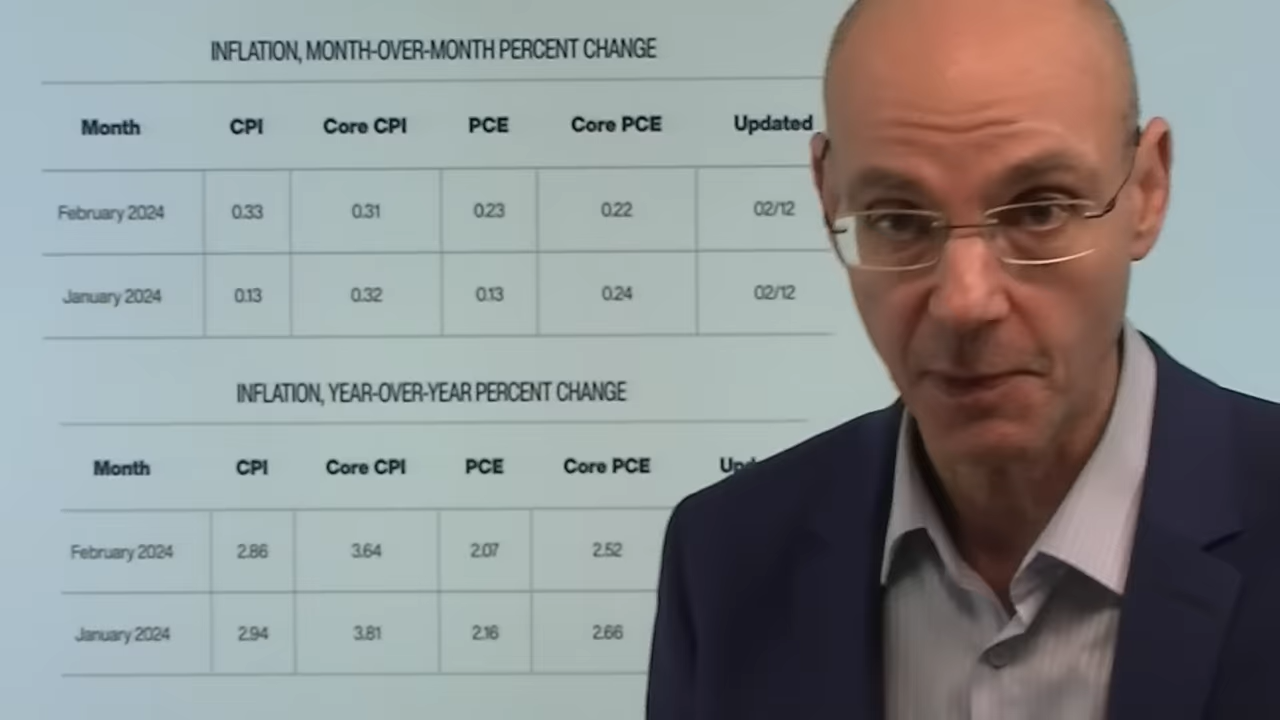 INFLATION, MONTH-OVER-MONTH PERCENT CHANGE
Month CPI Core CPI PCE Core PCE Updated
February 2024 0.33 0.31 0.23 0.22 02/12
January 2024 0.13 0.32 0.13 0.24 02/12
INFLATION, YEAR-OVER-YEAR PERCENT CHANGE
Month CPI Core CPI PCE Core PCE
February 2024 2.86 3.64 2.07 2.52
January 2024 2.94 3.81 2.16 2.66